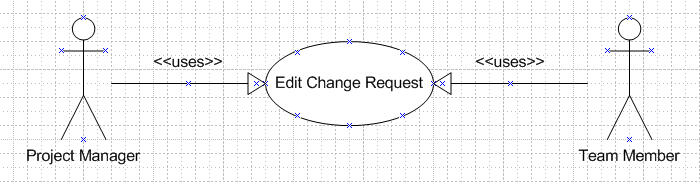 <<uses>>
<<uses>>
Edit Change Request
Project Manager
Team Member